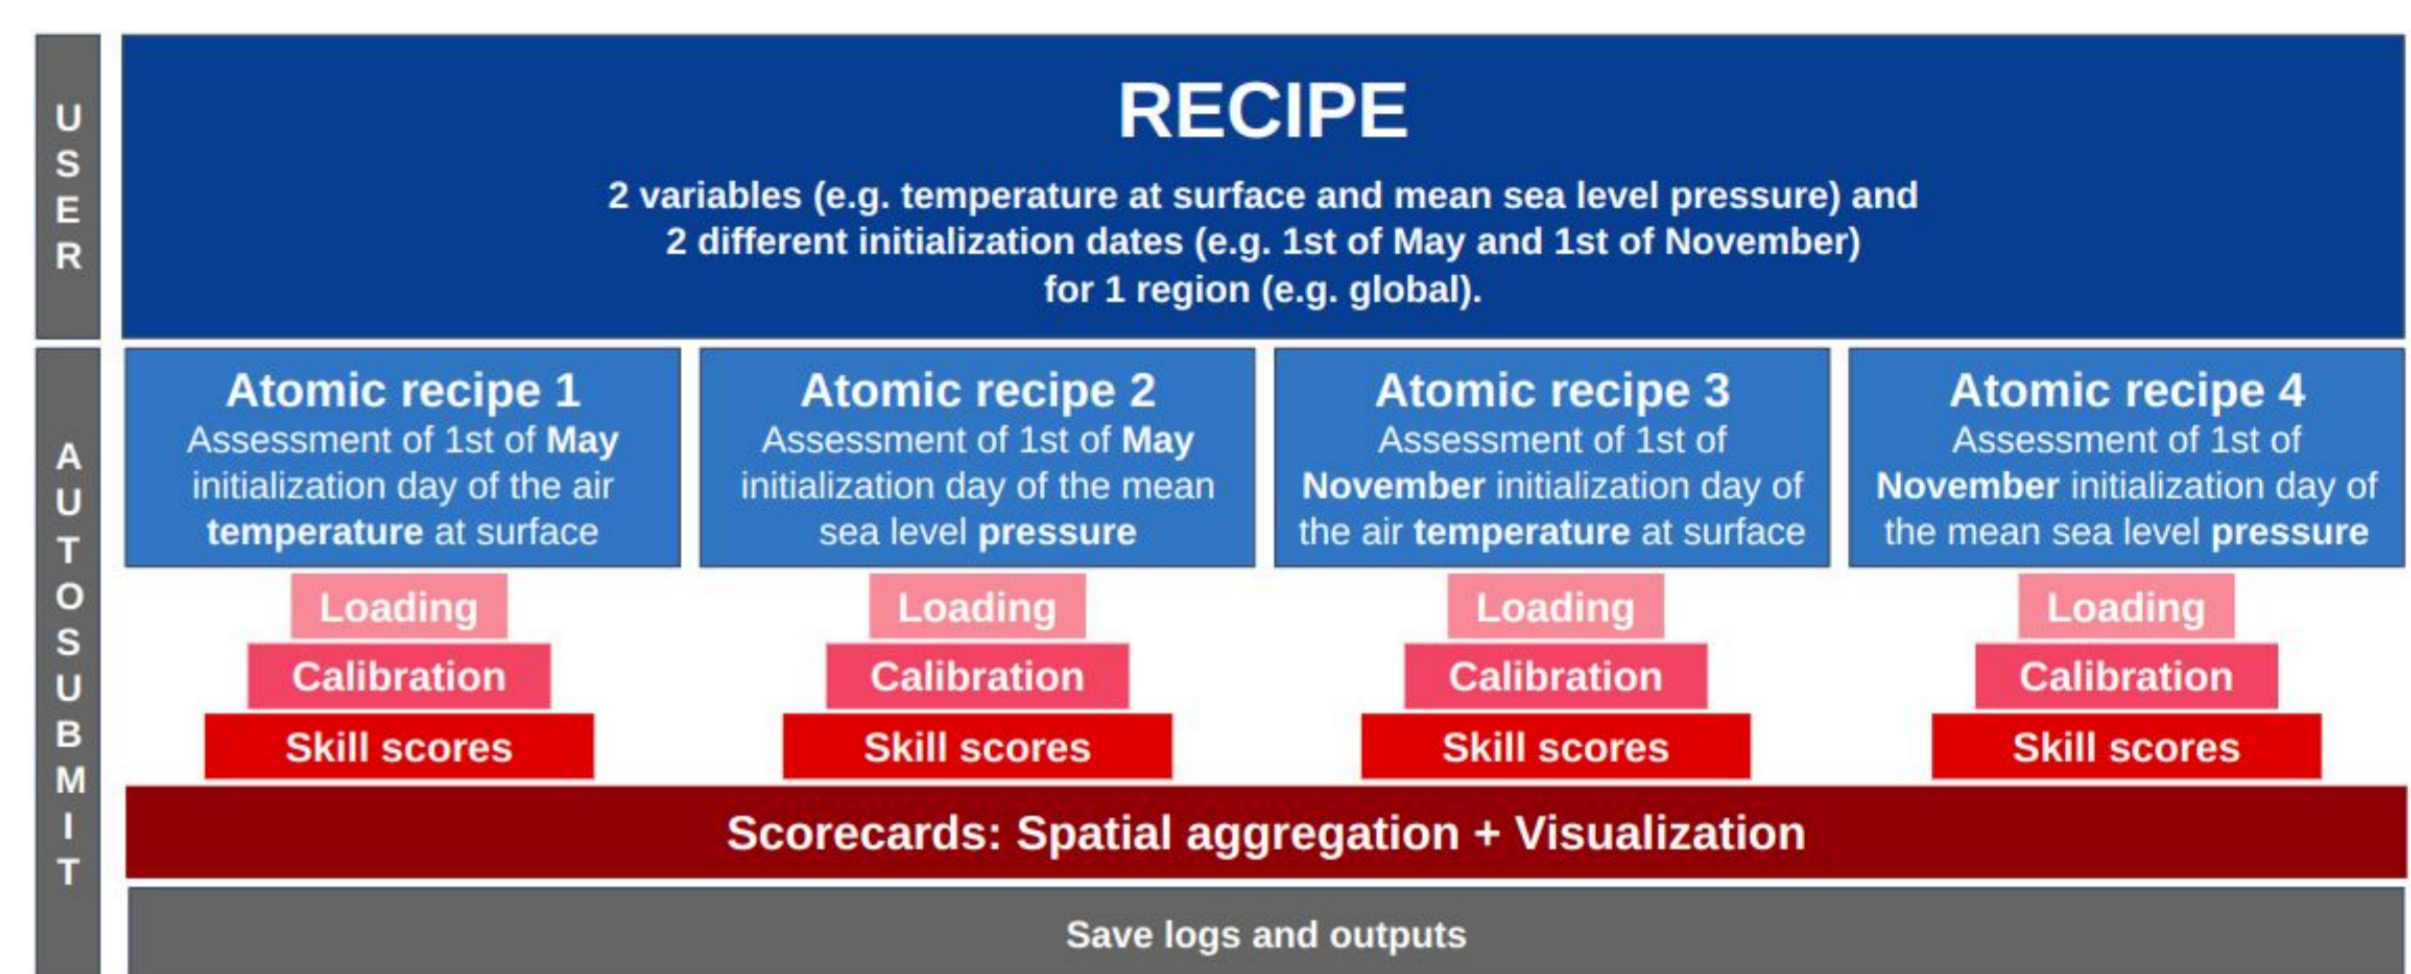 USER
RECIPE
2 variables (e.g. temperature at surface and mean sea level pressure) and
2 different initialization dates (e.g. 1st of May and 1st of November)
for 1 region (e.g. global).
AUTOSUBMIT
Atomic recipe 1
Assessment of 1st of May
initialization day of the air
temperature at surface
Atomic recipe 2
Assessment of 1st of May
initialization day of the mean
sea level pressure
Atomic recipe 3
Assessment of 1st of
November initialization day of
the air temperature at surface
Atomic recipe 4
Assessment of 1st of
November initialization day of
the mean sea level pressure
Loading
Loading
Loading
Loading
Calibration
Calibration
Calibration
Calibration
Skill scores
Skill scores
Skill scores
Skill scores
Scorecards: Spatial aggregation + Visualization
Save logs and outputs